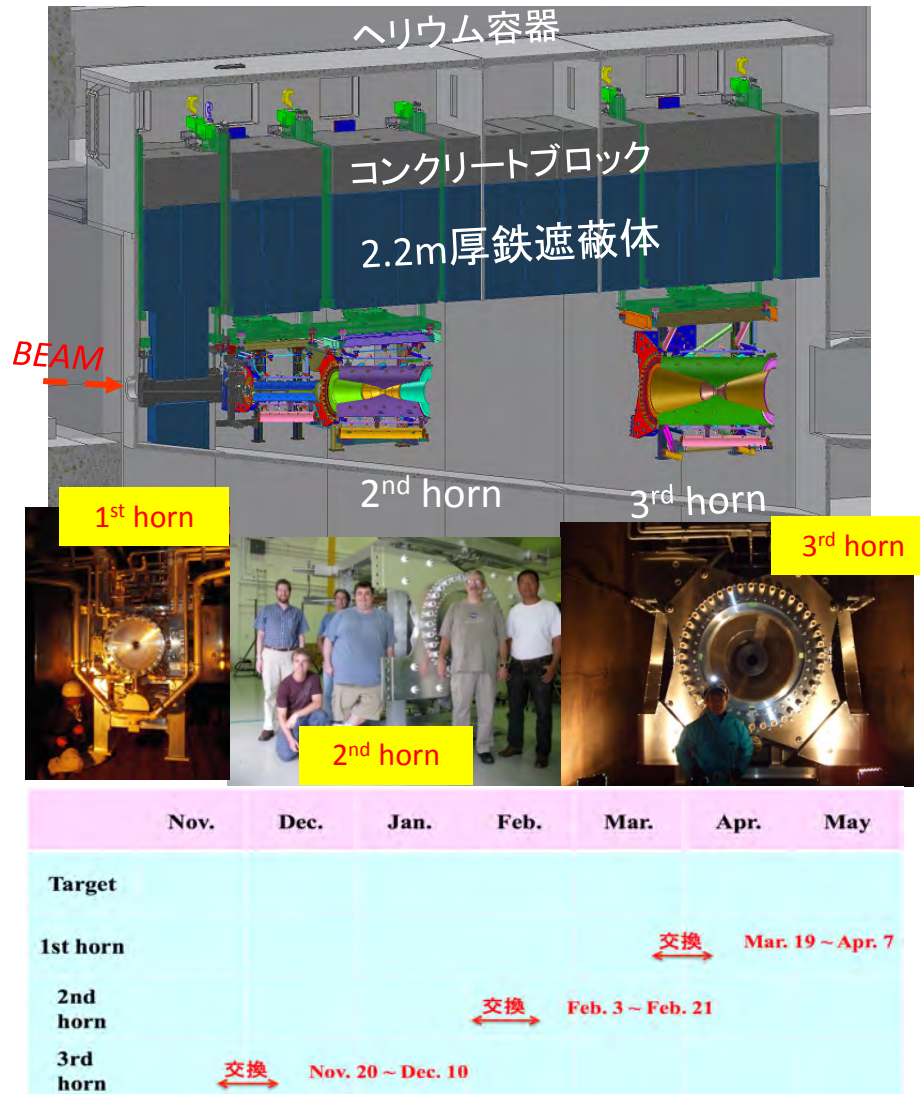 ヘリウム容器
コンクリートブロック
2.2m厚鉄遮蔽体
BEAM
2nd horn
3rd horn
1st horn
3rd horn
2nd horn
Nov. Dec. Jan. Feb. Mar. Apr. May
Target
1st horn 交換 Mar. 19 ~ Apr. 7
2nd
horn 交換 Feb. 3 ~ Feb. 21
3rd
horn 交換 Nov. 20 ~ Dec. 10